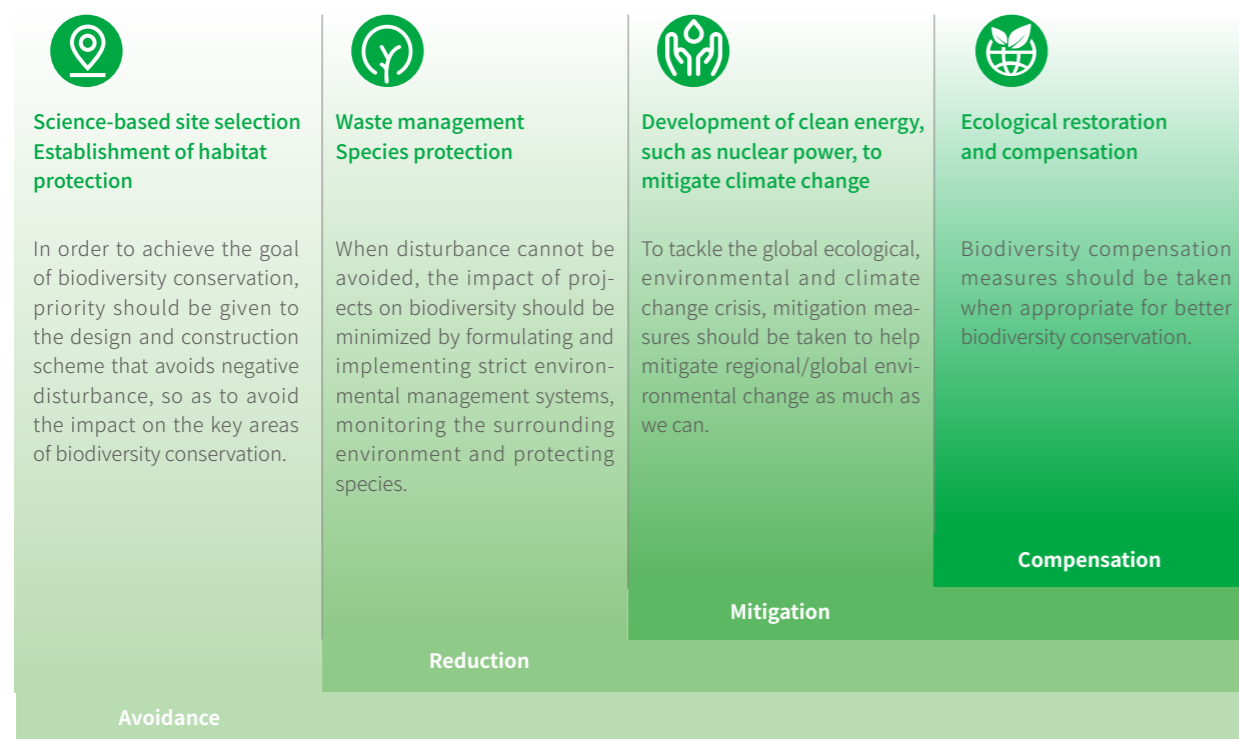 Science-based site selection
Establishment of habitat
protection
In order to achieve the goal
of biodiversity conservation,
priority should be given to
the design and construction
scheme that avoids negative
disturbance, so as to avoid
the impact on the key areas
of biodiversity conservation.
Avoidance
Waste management
Species protection
When disturbance cannot be
avoided, the impact of proj-
ects on biodiversity should be
minimized by formulating and
implementing strict environ-
mental management systems,
monitoring the surrounding
environment and protecting
species.
Reduction
Development of clean energy,
such as nuclear power, to
mitigate climate change
To tackle the global ecological,
environmental and climate
change crisis, mitigation mea-
sures should be taken to help
mitigate regional/global envi-
ronmental change as much as
we can.
Mitigation
Ecological restoration
and compensation
Biodiversity compensation
measures should be taken
when appropriate for better
biodiversity conservation.
Compensation